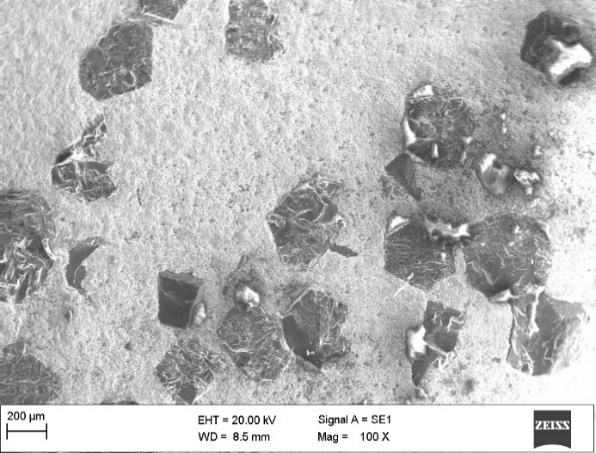 200 µm
EHT = 20.00 kV
Signal A = SE1
WD = 8.5 mm
Mag = 100 X
ZEISS